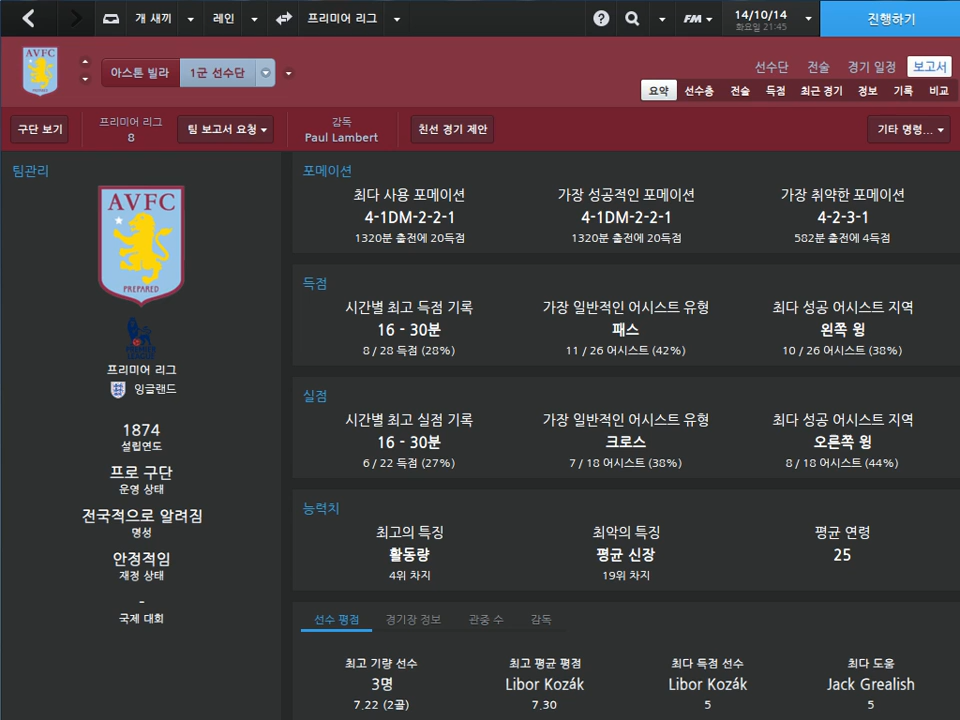 개 새끼 레인 프리미어 리그 ? FM 14/10/14 진행하기
화요일 21:45
AVFC
PREPARED
아스톤 빌라 1군 선수단
선수단 전술 경기 일정 보고서
요약 선수층 전술 득점 최근 경기 정보 기록 비교
구단 보기 프리미어 리그 팀 보고서 요청 감독 친선 경기 제안 기타 명령...
8 Paul Lambert
팀관리
AVFC
PREPARED
PREMIER
LEAGUE
프리미어 리그
잉글랜드
1874
설립연도
프로 구단
운영 상태
전국적으로 알려짐
명성
안정적임
재정 상태
-
국제 대회
포메이션
최다 사용 포메이션 가장 성공적인 포메이션 가장 취약한 포메이션
4-1DM-2-2-1 4-1DM-2-2-1 4-2-3-1
1320분 출전에 20득점 1320분 출전에 20득점 582분 출전에 4득점
득점
시간별 최고 득점 기록 가장 일반적인 어시스트 유형 최다 성공 어시스트 지역
16 - 30분 패스 왼쪽 윙
8 / 28 득점 (28%) 11 / 26 어시스트 (42%) 10 / 26 어시스트 (38%)
실점
시간별 최고 실점 기록 가장 일반적인 어시스트 유형 최다 성공 어시스트 지역
16 - 30분 크로스 오른쪽 윙
6 / 22 득점 (27%) 7 / 18 어시스트 (38%) 8 / 18 어시스트 (44%)
능력치
최고의 특징 최악의 특징 평균 연령
활동량 평균 신장 25
4위 차지 19위 차지
선수 평점 경기장 정보 관중 수 감독
최고 기량 선수 최고 평균 평점 최다 득점 선수 최다 도움
3명 Libor Kozák Libor Kozák Jack Grealish
7.22 (2골) 7.30 5 5